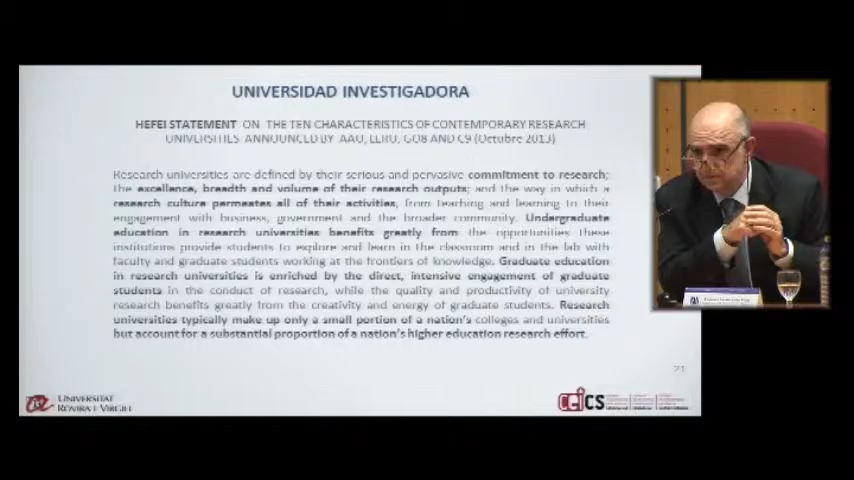 UNIVERSIDAD INVESTIGADORA
HEFEI STATEMENT ON THE TEN CHARACTERISTICS OF CONTEMPORARY RESEARCH
UNIVERSITIES ANNOUNCED BY AAU, LERU, GO8 AND C9 (Octubre 2013)
Research universities are defined by their serious and pervasive commitment to research;
the excellence, breadth and volume of their research outputs; and the way in which a
research culture permeates all of their activities, from teaching and learning to their
engagement with business, government and the broader community. Undergraduate
education in research universities benefits greatly from the opportunities these
institutions provide students to explore and learn in the classroom and in the lab with
faculty and graduate students working at the frontiers of knowledge. Graduate education
in research universities is enriched by the direct, intensive engagement of graduate
students in the conduct of research, while the quality and productivity of university
research benefits greatly from the creativity and energy of graduate students. Research
universities typically make up only a small portion of a nation's colleges and universities
but account for a substantial proportion of a nation's higher education research effort.
21
UNIVERSITAT
ROVIRA I VIRGILI
CEICS